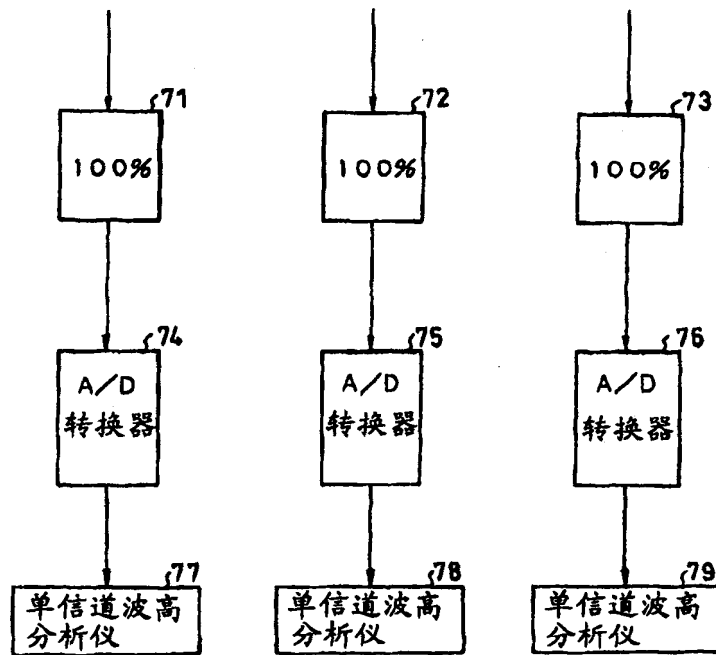 71
72
73
100%
100%
100%
74
75
76
A/D
转换器
A/D
转换器
A/D
转换器
77
78
79
单信道波高
分析仪
单信道波高
分析仪
单信道波高
分析仪